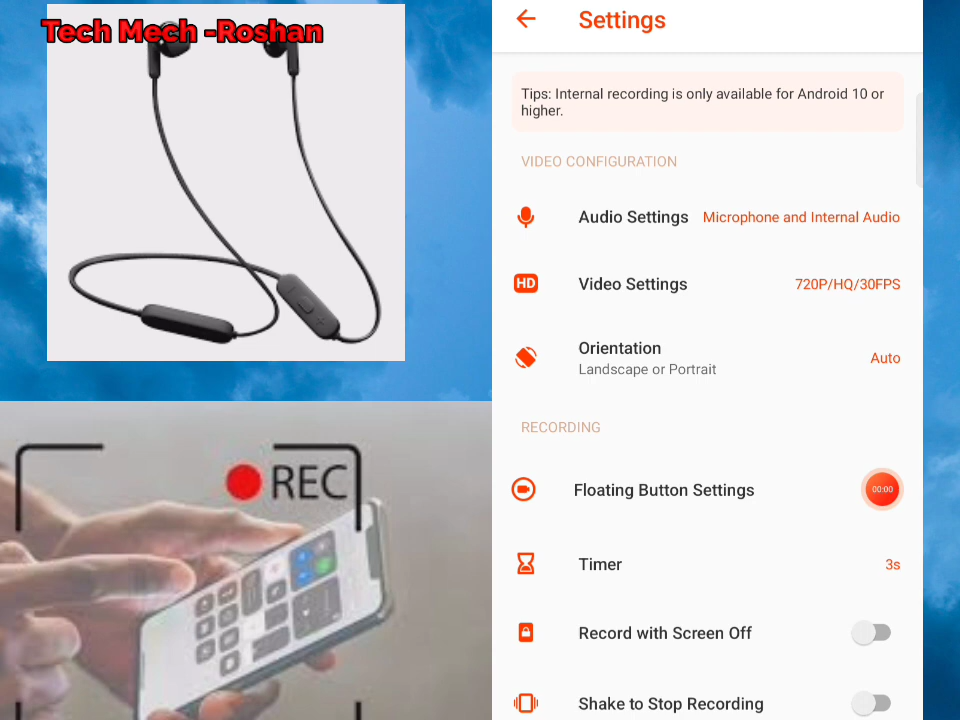 Tech Mech -Roshan
REC
Settings
Tips: Internal recording is only available for Android 10 or
higher.
VIDEO CONFIGURATION
Audio Settings Microphone and Internal Audio
HD Video Settings 720P/HQ/30FPS
Orientation
Landscape or Portrait
Auto
RECORDING
Floating Button Settings 00:00
Timer 3s
Record with Screen Off
Shake to Stop Recording